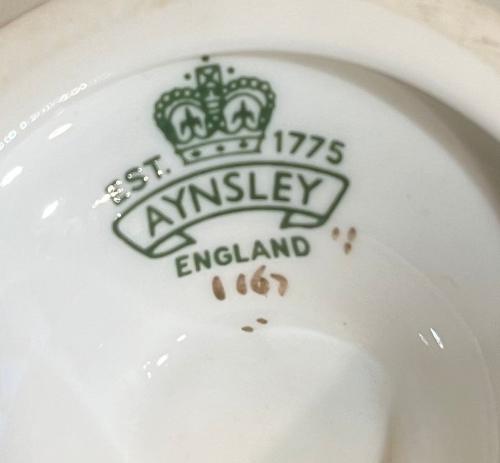 EST. 1775
AYNSLEY
ENGLAND
1167